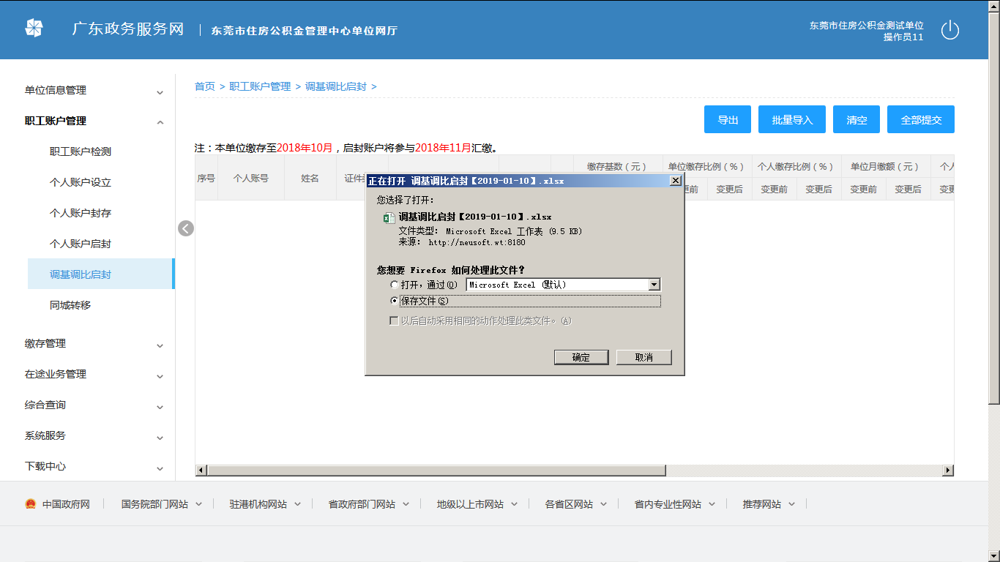 广东政务服务网
东莞市住房公积金管理中心单位网厅
东莞市住房公积金测试单位
操作员11
单位信息管理
职工账户管理
职工账户检测
个人账户设立
个人账户封存
个人账户启封
调基调比启封
同城转移
缴存管理
在途业务管理
综合查询
系统服务
下载中心
首页 > 职工账户管理 > 调基调比启封 >
导出 批量导入 清空 全部提交
注：本单位缴存至2018年10月，启封账户将参与2018年11月汇缴。
序号 个人账号 姓名 缴存基数（元） 单位缴存比例（%） 个人缴存比例（%） 单位月缴额（元）
变更后 变更前 变更后 变更前 变更后
正在打开 调基调比启封【2019-01-10】.xlsx
您选择了打开:
调基调比启封【2019-01-10】.xlsx
文件类型: Microsoft Excel 工作表 (9.5 KB)
来源: http://neusoft.wt:8180
您想要 Firefox 如何处理此文件?
打开，通过(O) Microsoft Excel (默认)
保存文件(S)
以后自动采用相同的动作处理此类文件。(A)
确定 取消
中国政府网 国务院部门网站 驻港机构网站 省政府部门网站 地级以上市网站 各省区网站 省内专业性网站 推荐网站